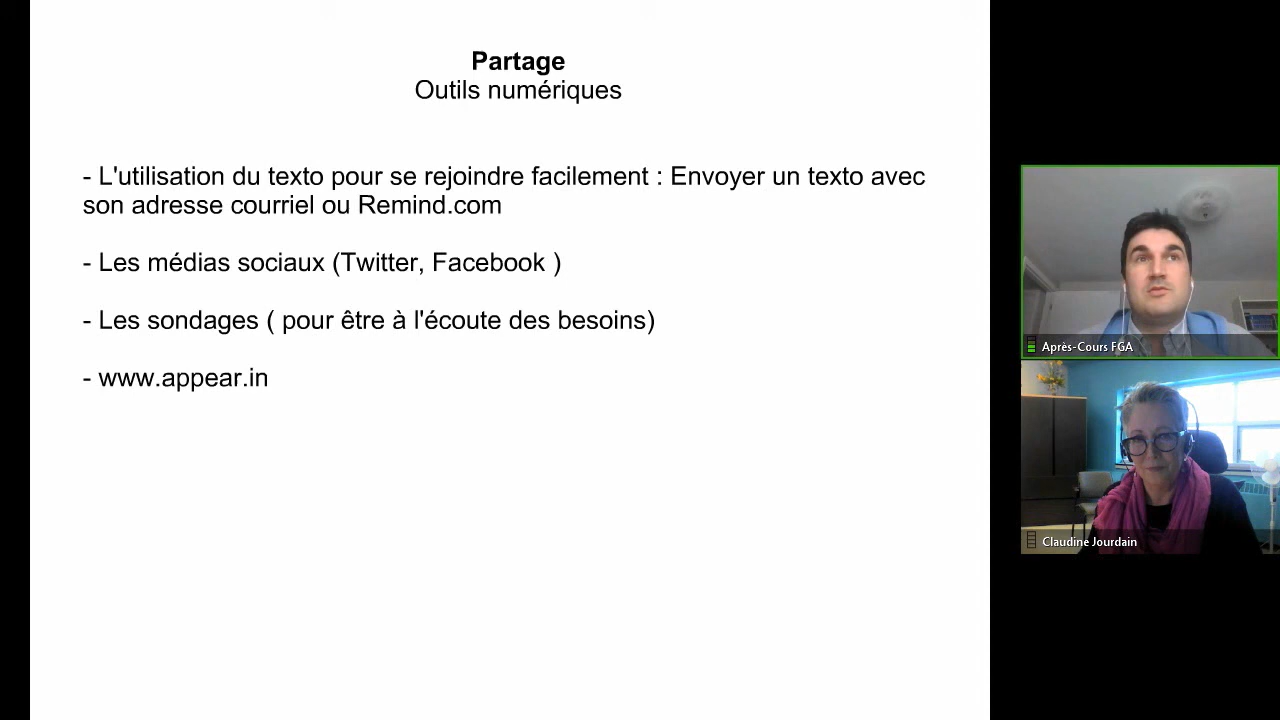 Partage
Outils numériques
- L'utilisation du texto pour se rejoindre facilement : Envoyer un texto avec
son adresse courriel ou Remind.com
- Les médias sociaux (Twitter, Facebook )
- Les sondages ( pour être à l'écoute des besoins)
- www.appear.in
Après-Cours FGA
Claudine Jourdain